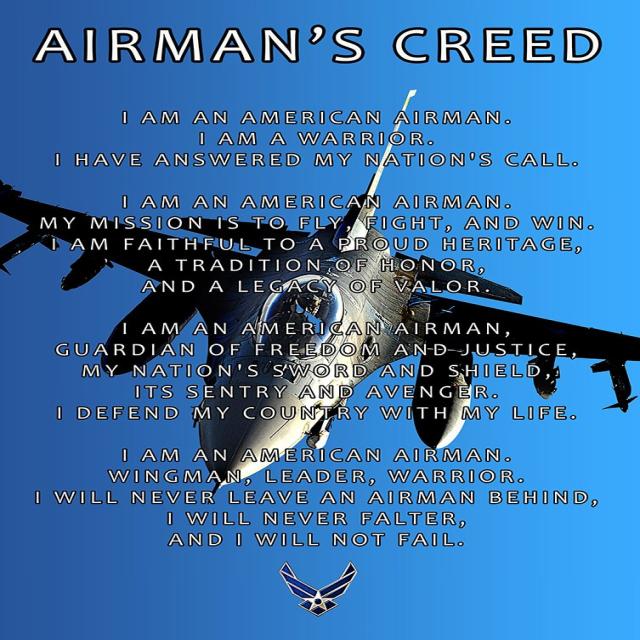 AIRMAN'S CREED
I AM AN AMERICAN AIRMAN.
I AM A WARRIOR.
I HAVE ANSWERED MY NATION'S CALL.
I AM AN AMERICAN AIRMAN.
MY MISSION IS TO FLY, FIGHT, AND WIN.
I AM FAITHFUL TO A PROUD HERITAGE,
A TRADITION OF HONOR,
AND A LEGACY OF VALOR.
I AM AN AMERICAN AIRMAN,
GUARDIAN OF FREEDOM AND JUSTICE,
MY NATION'S SWORD AND SHIELD,
ITS SENTRY AND AVENGER.
I DEFEND MY COUNTRY WITH MY LIFE.
I AM AN AMERICAN AIRMAN.
WINGMAN, LEADER, WARRIOR.
I WILL NEVER LEAVE AN AIRMAN BEHIND,
I WILL NEVER FALTER,
AND I WILL NOT FAIL.